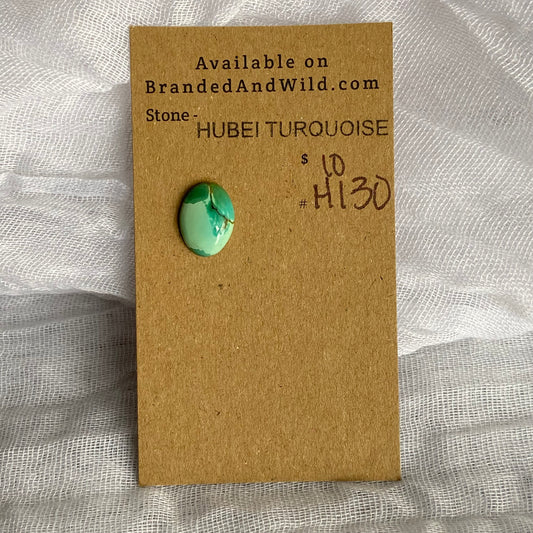 Available on
BrandedAndWild.com
Stone - HUBEI TURQUOISE
$ 10
# H130